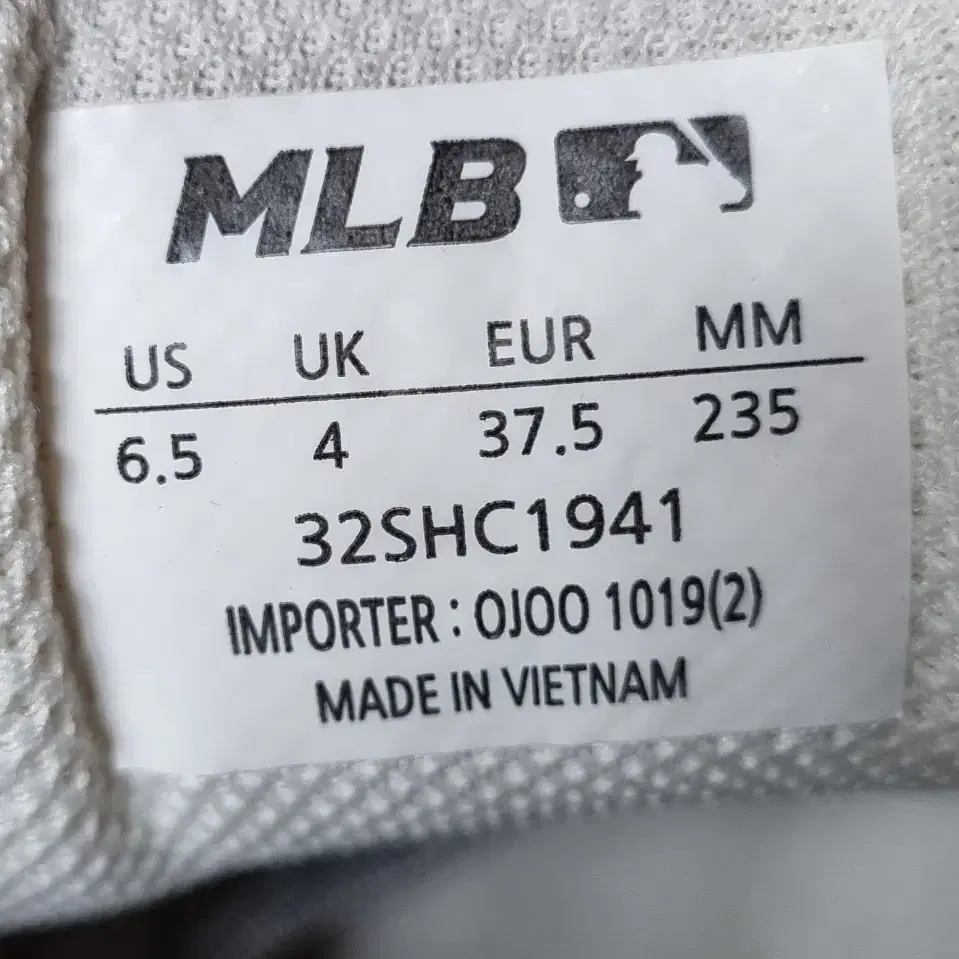 MLB
US UK EUR MM
6.5 4 37.5 235
32SHC1941
IMPORTER : OJOO 1019(2)
MADE IN VIETNAM